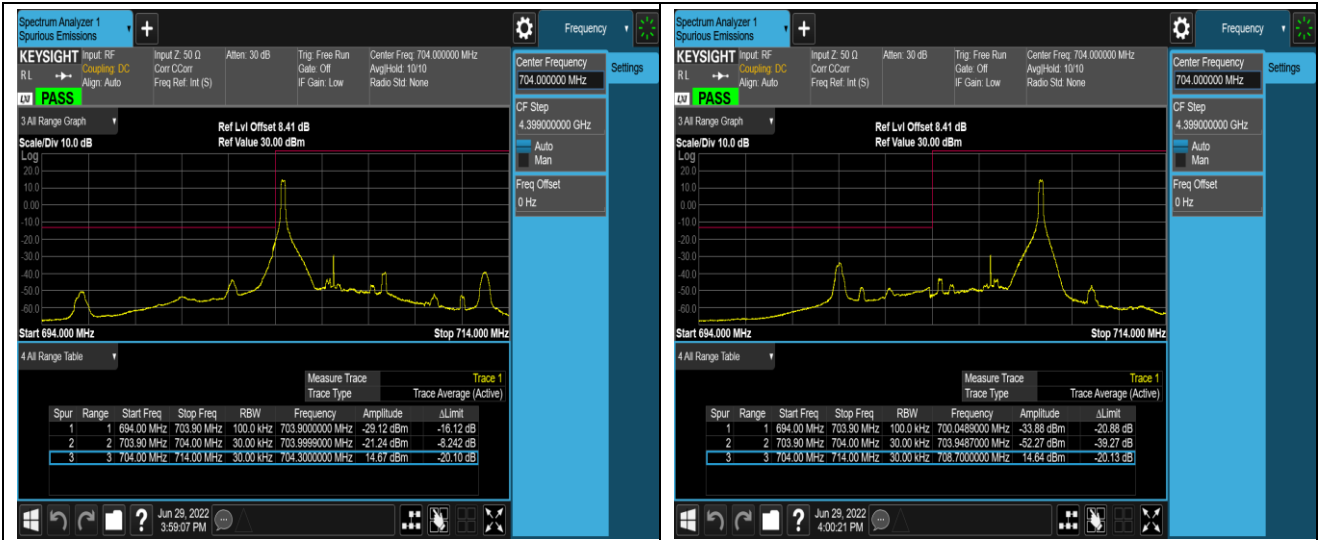 Spectrum Analyzer 1
Spurious Emissions
Frequency
KEYSIGHT Input: RF Input Z: 50 Ω Atten: 30 dB Trig: Free Run Center Freq: 704.000000 MHz
RL Coupling: DC Corr CCorr Gate: Off Avg|Hold: 10/10
Align: Auto Freq Ref: Int (S) IF Gain: Low Radio Std: None
LXI PASS
Center Frequency
704.000000 MHz
Settings
CF Step
4.399000000 GHz
Auto
Man
Freq Offset
0 Hz
3 All Range Graph
Ref Lvl Offset 8.41 dB
Scale/Div 10.0 dB Ref Value 30.00 dBm
Log
20.0
10.0
0.00
-10.0
-20.0
-30.0
-40.0
-50.0
-60.0
Start 694.000 MHz Stop 714.000 MHz
4 All Range Table
Measure Trace Trace 1
Trace Type Trace Average (Active)
Spur Range Start Freq Stop Freq RBW Frequency Amplitude ΔLimit
1 1 694.00 MHz 703.90 MHz 100.0 kHz 703.9000000 MHz -29.12 dBm -16.12 dB
2 2 703.90 MHz 704.00 MHz 30.00 kHz 703.9999000 MHz -21.24 dBm -8.242 dB
3 3 704.00 MHz 714.00 MHz 30.00 kHz 704.3000000 MHz 14.67 dBm -20.10 dB
? Jun 29, 2022
3:59:07 PM
Spectrum Analyzer 1
Spurious Emissions
Frequency
KEYSIGHT Input: RF Input Z: 50 Ω Atten: 30 dB Trig: Free Run Center Freq: 704.000000 MHz
RL Coupling: DC Corr CCorr Gate: Off Avg|Hold: 10/10
Align: Auto Freq Ref: Int (S) IF Gain: Low Radio Std: None
LXI PASS
Center Frequency
704.000000 MHz
Settings
CF Step
4.399000000 GHz
Auto
Man
Freq Offset
0 Hz
3 All Range Graph
Ref Lvl Offset 8.41 dB
Scale/Div 10.0 dB Ref Value 30.00 dBm
Log
20.0
10.0
0.00
-10.0
-20.0
-30.0
-40.0
-50.0
-60.0
Start 694.000 MHz Stop 714.000 MHz
4 All Range Table
Measure Trace Trace 1
Trace Type Trace Average (Active)
Spur Range Start Freq Stop Freq RBW Frequency Amplitude ΔLimit
1 1 694.00 MHz 703.90 MHz 100.0 kHz 700.0489000 MHz -33.88 dBm -20.88 dB
2 2 703.90 MHz 704.00 MHz 30.00 kHz 703.9487000 MHz -52.27 dBm -39.27 dB
3 3 704.00 MHz 714.00 MHz 30.00 kHz 708.7000000 MHz 14.64 dBm -20.13 dB
? Jun 29, 2022
4:00:21 PM